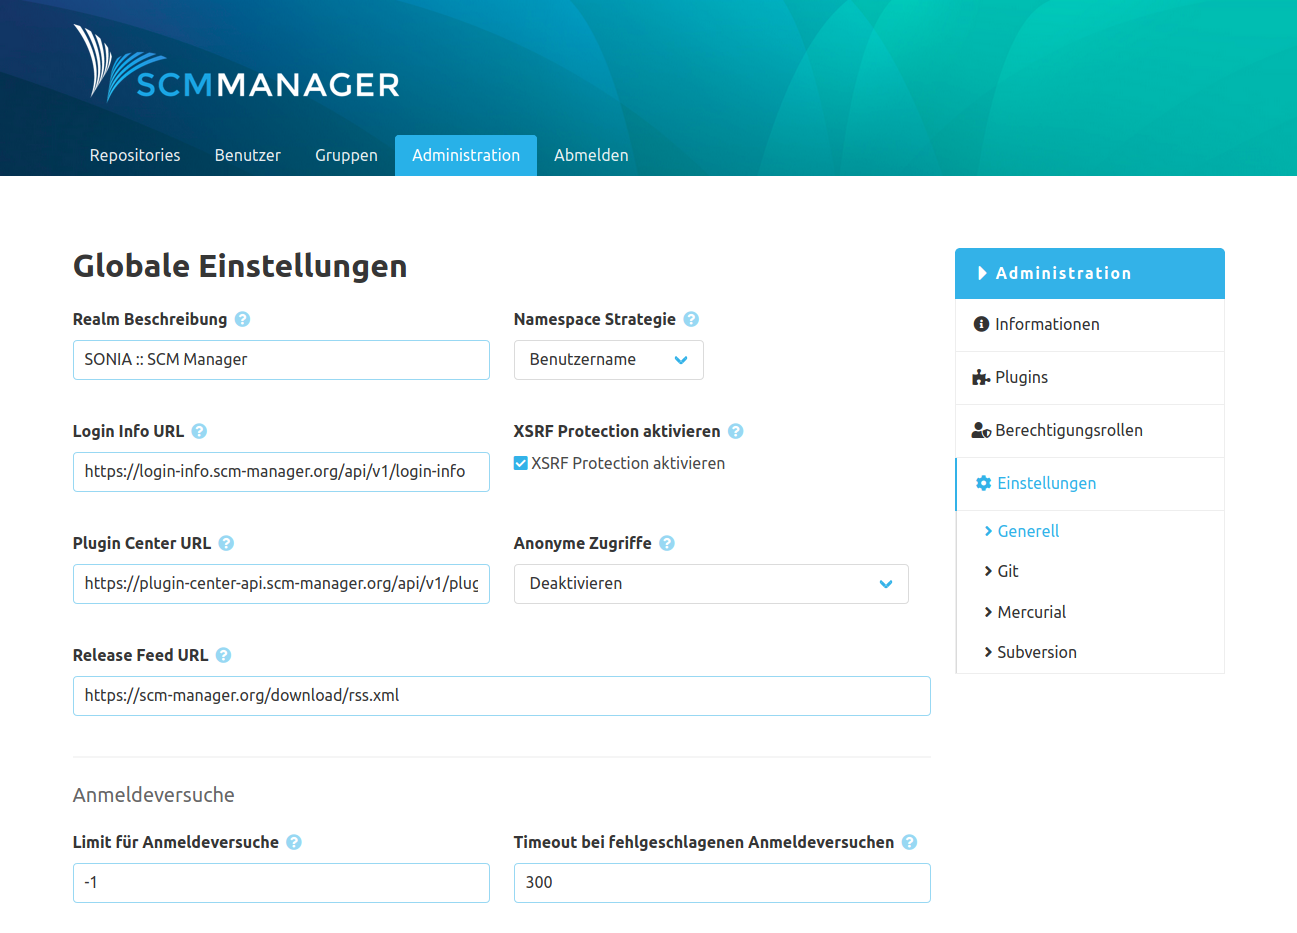 SCMMANAGER
Repositories Benutzer Gruppen Administration Abmelden
Globale Einstellungen
Realm Beschreibung ?
SONIA :: SCM Manager
Namespace Strategie ?
Benutzername
Login Info URL ?
https://login-info.scm-manager.org/api/v1/login-info
XSRF Protection aktivieren ?
XSRF Protection aktivieren
Plugin Center URL ?
https://plugin-center-api.scm-manager.org/api/v1/plug
Anonyme Zugriffe ?
Deaktivieren
Release Feed URL ?
https://scm-manager.org/download/rss.xml
Anmeldeversuche
Limit für Anmeldeversuche ?
-1
Timeout bei fehlgeschlagenen Anmeldeversuchen ?
300
Administration
Informationen
Plugins
Berechtigungsrollen
Einstellungen
Generell
Git
Mercurial
Subversion